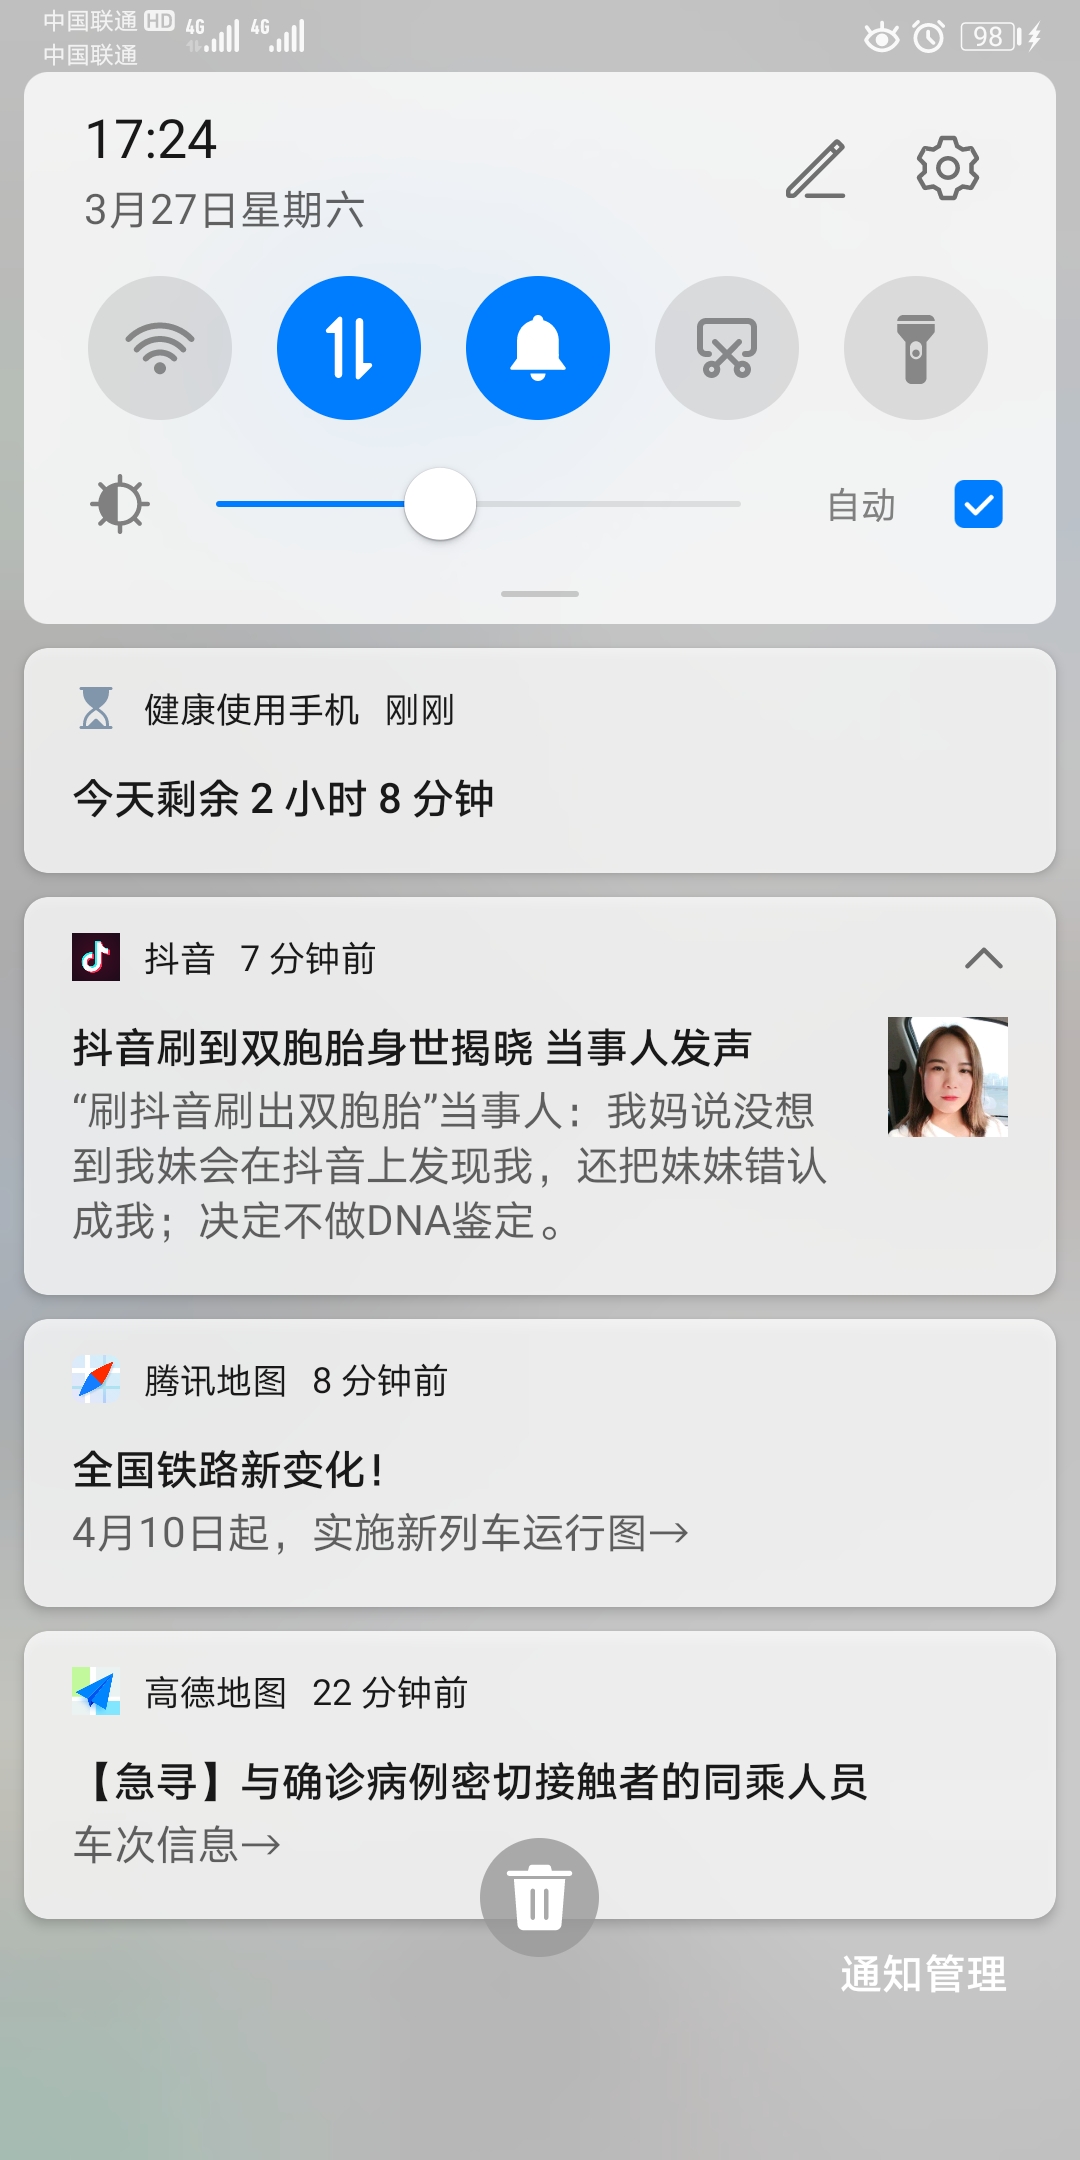 中国联通 HD 4G 4G 98
中国联通
17:24
3月27日星期六
自动
健康使用手机 刚刚
今天剩余 2 小时 8 分钟
抖音 7 分钟前
抖音刷到双胞胎身世揭晓 当事人发声
“刷抖音刷出双胞胎”当事人：我妈说没想
到我妹会在抖音上发现我，还把妹妹错认
成我；决定不做DNA鉴定。
腾讯地图 8 分钟前
全国铁路新变化！
4月10日起，实施新列车运行图→
高德地图 22 分钟前
【急寻】与确诊病例密切接触者的同乘人员
车次信息→
通知管理